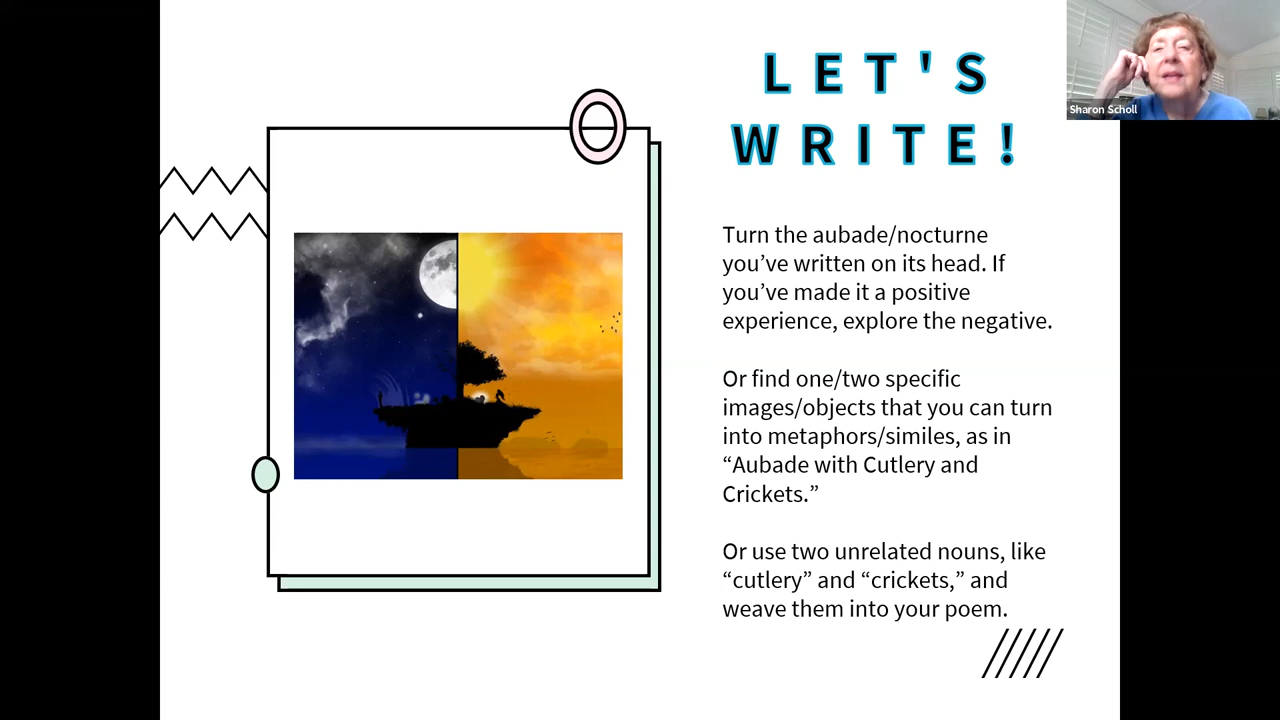 LET'S
WRITE!
Sharon Scholl
Turn the aubade/nocturne
you’ve written on its head. If
you’ve made it a positive
experience, explore the negative.
Or find one/two specific
images/objects that you can turn
into metaphors/similes, as in
“Aubade with Cutlery and
Crickets.”
Or use two unrelated nouns, like
“cutlery” and “crickets,” and
weave them into your poem.